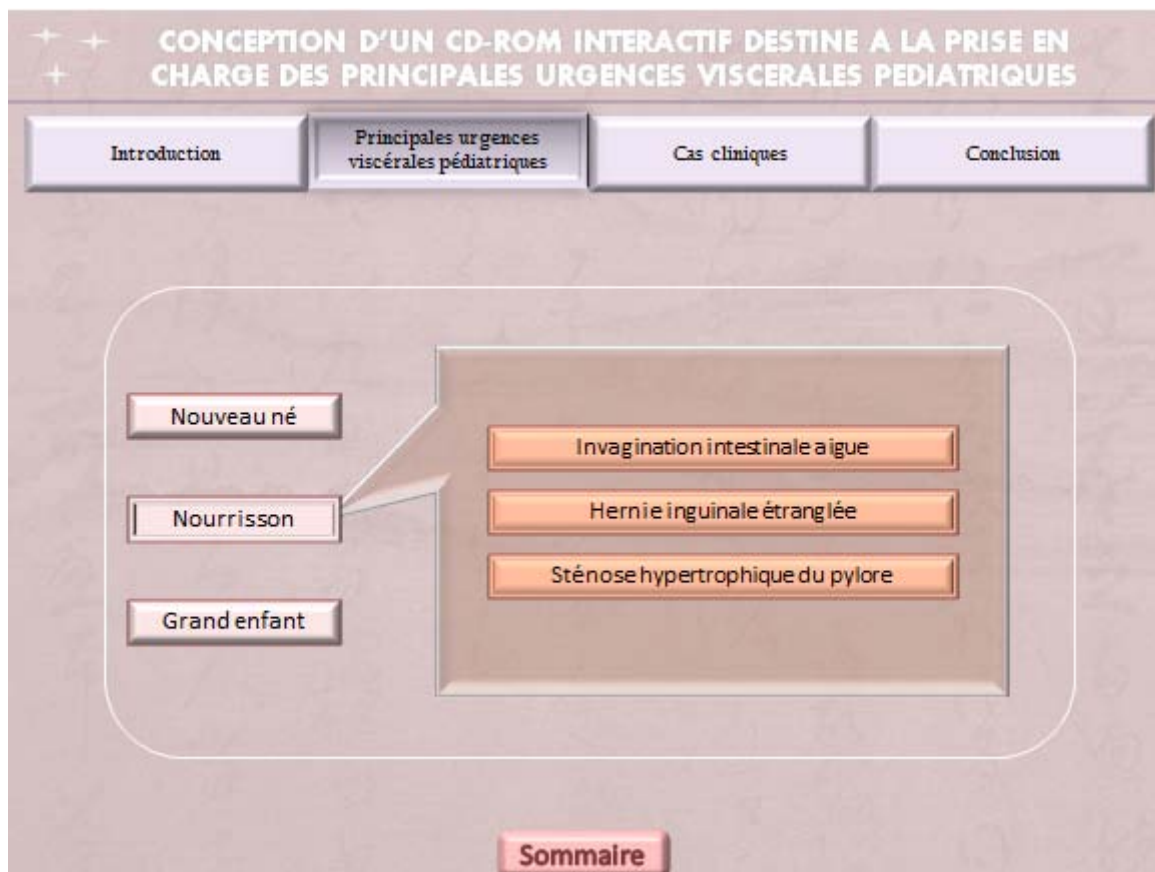 CONCEPTION D'UN CD-ROM INTERACTIF DESTINE A LA PRISE EN
CHARGE DES PRINCIPALES URGENCES VISCERALES PEDIATRIQUES
Introduction
Principales urgences
viscérales pédiatriques
Cas cliniques
Conclusion
Nouveau né
Nourrisson
Grand enfant
Invagination intestinale aigue
Hernie inguinale étranglée
Sténose hypertrophique du pylore
Sommaire